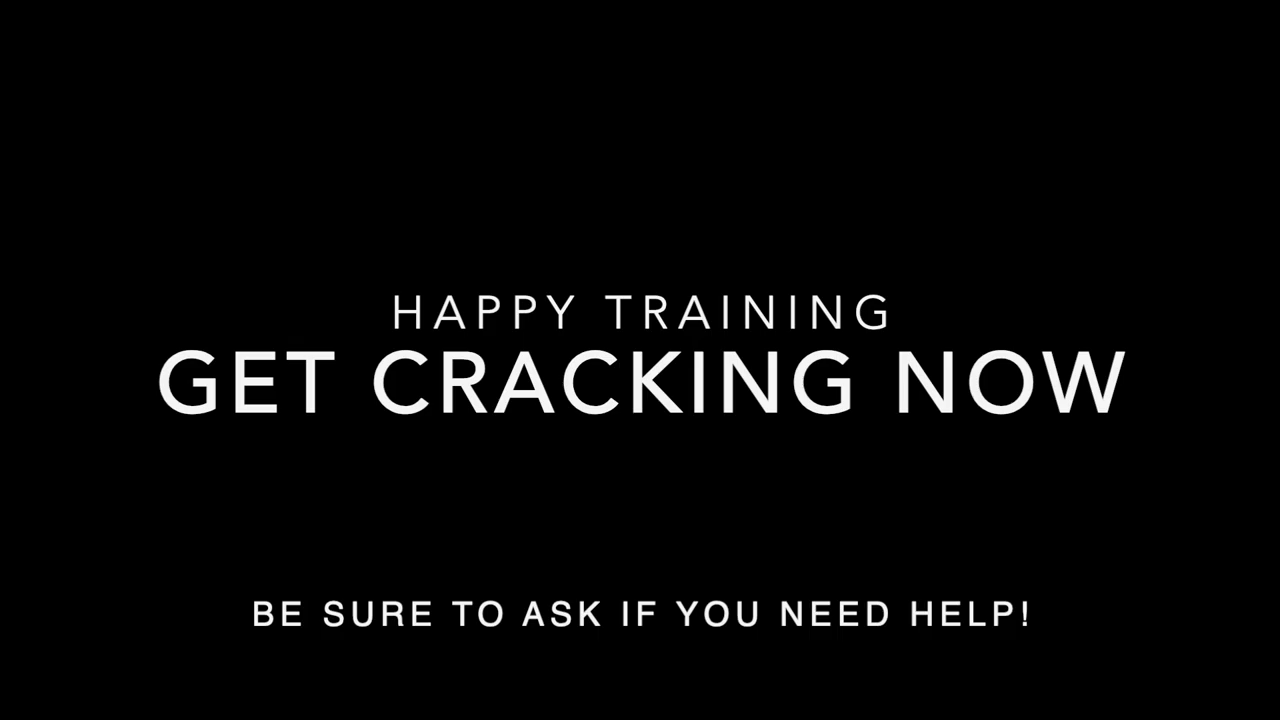 HAPPY TRAINING
GET CRACKING NOW
BE SURE TO ASK IF YOU NEED HELP!